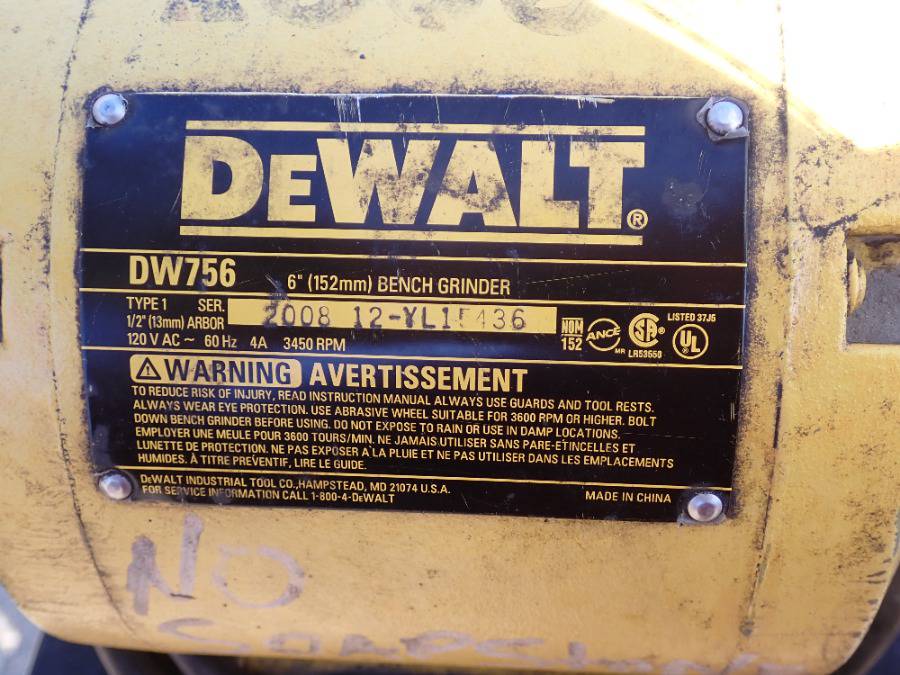 DEWALT®
DW756 6" (152mm) BENCH GRINDER
TYPE 1 SER. 2008 12-YL15436
1/2" (13mm) ARBOR
120 V AC ~ 60 Hz 4A 3450 RPM
NOM 152 ANCE SA MR LR53650 LISTED 37J5 UL
WARNING AVERTISSEMENT
TO REDUCE RISK OF INJURY, READ INSTRUCTION MANUAL ALWAYS USE GUARDS AND TOOL RESTS.
ALWAYS WEAR EYE PROTECTION. USE ABRASIVE WHEEL SUITABLE FOR 3600 RPM OR HIGHER. BOLT
DOWN BENCH GRINDER BEFORE USING. DO NOT EXPOSE TO RAIN OR USE IN DAMP LOCATIONS.
EMPLOYER UNE MEULE POUR 3600 TOURS/MIN. NE JAMAIS UTILISER SANS PARE-ÉTINCELLES ET
LUNETTE DE PROTECTION. NE PAS EXPOSER A LA PLUIE ET NE PAS UTILISER DANS LES EMPLACEMENTS
HUMIDES. À TITRE PRÉVENTIF, LIRE LE GUIDE.
DEWALT INDUSTRIAL TOOL CO., HAMPSTEAD, MD 21074 U.S.A.
FOR SERVICE INFORMATION CALL 1-800-4-DEWALT MADE IN CHINA
NO